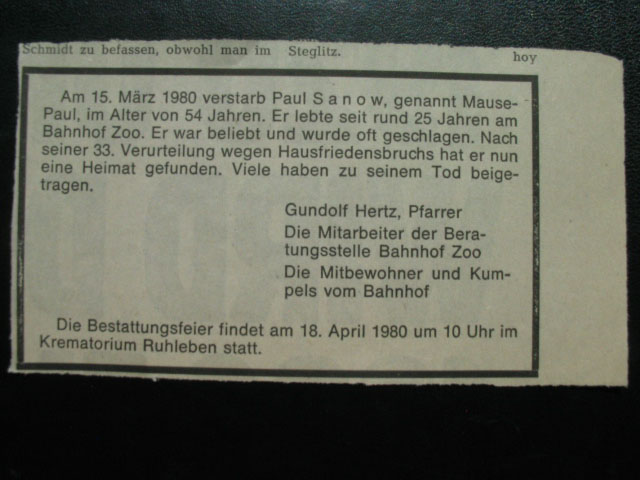 Schmidt zu befassen, obwohl man im Steglitz.
hoy
Am 15. März 1980 verstarb Paul Sanow, genannt Mause-
Paul, im Alter von 54 Jahren. Er lebte seit rund 25 Jahren am
Bahnhof Zoo. Er war beliebt und wurde oft geschlagen. Nach
seiner 33. Verurteilung wegen Hausfriedensbruchs hat er nun
eine Heimat gefunden. Viele haben zu seinem Tod beige-
tragen.
Gundolf Hertz, Pfarrer
Die Mitarbeiter der Bera-
tungsstelle Bahnhof Zoo
Die Mitbewohner und Kum-
pels vom Bahnhof
Die Bestattungsfeier findet am 18. April 1980 um 10 Uhr im
Krematorium Ruhleben statt.